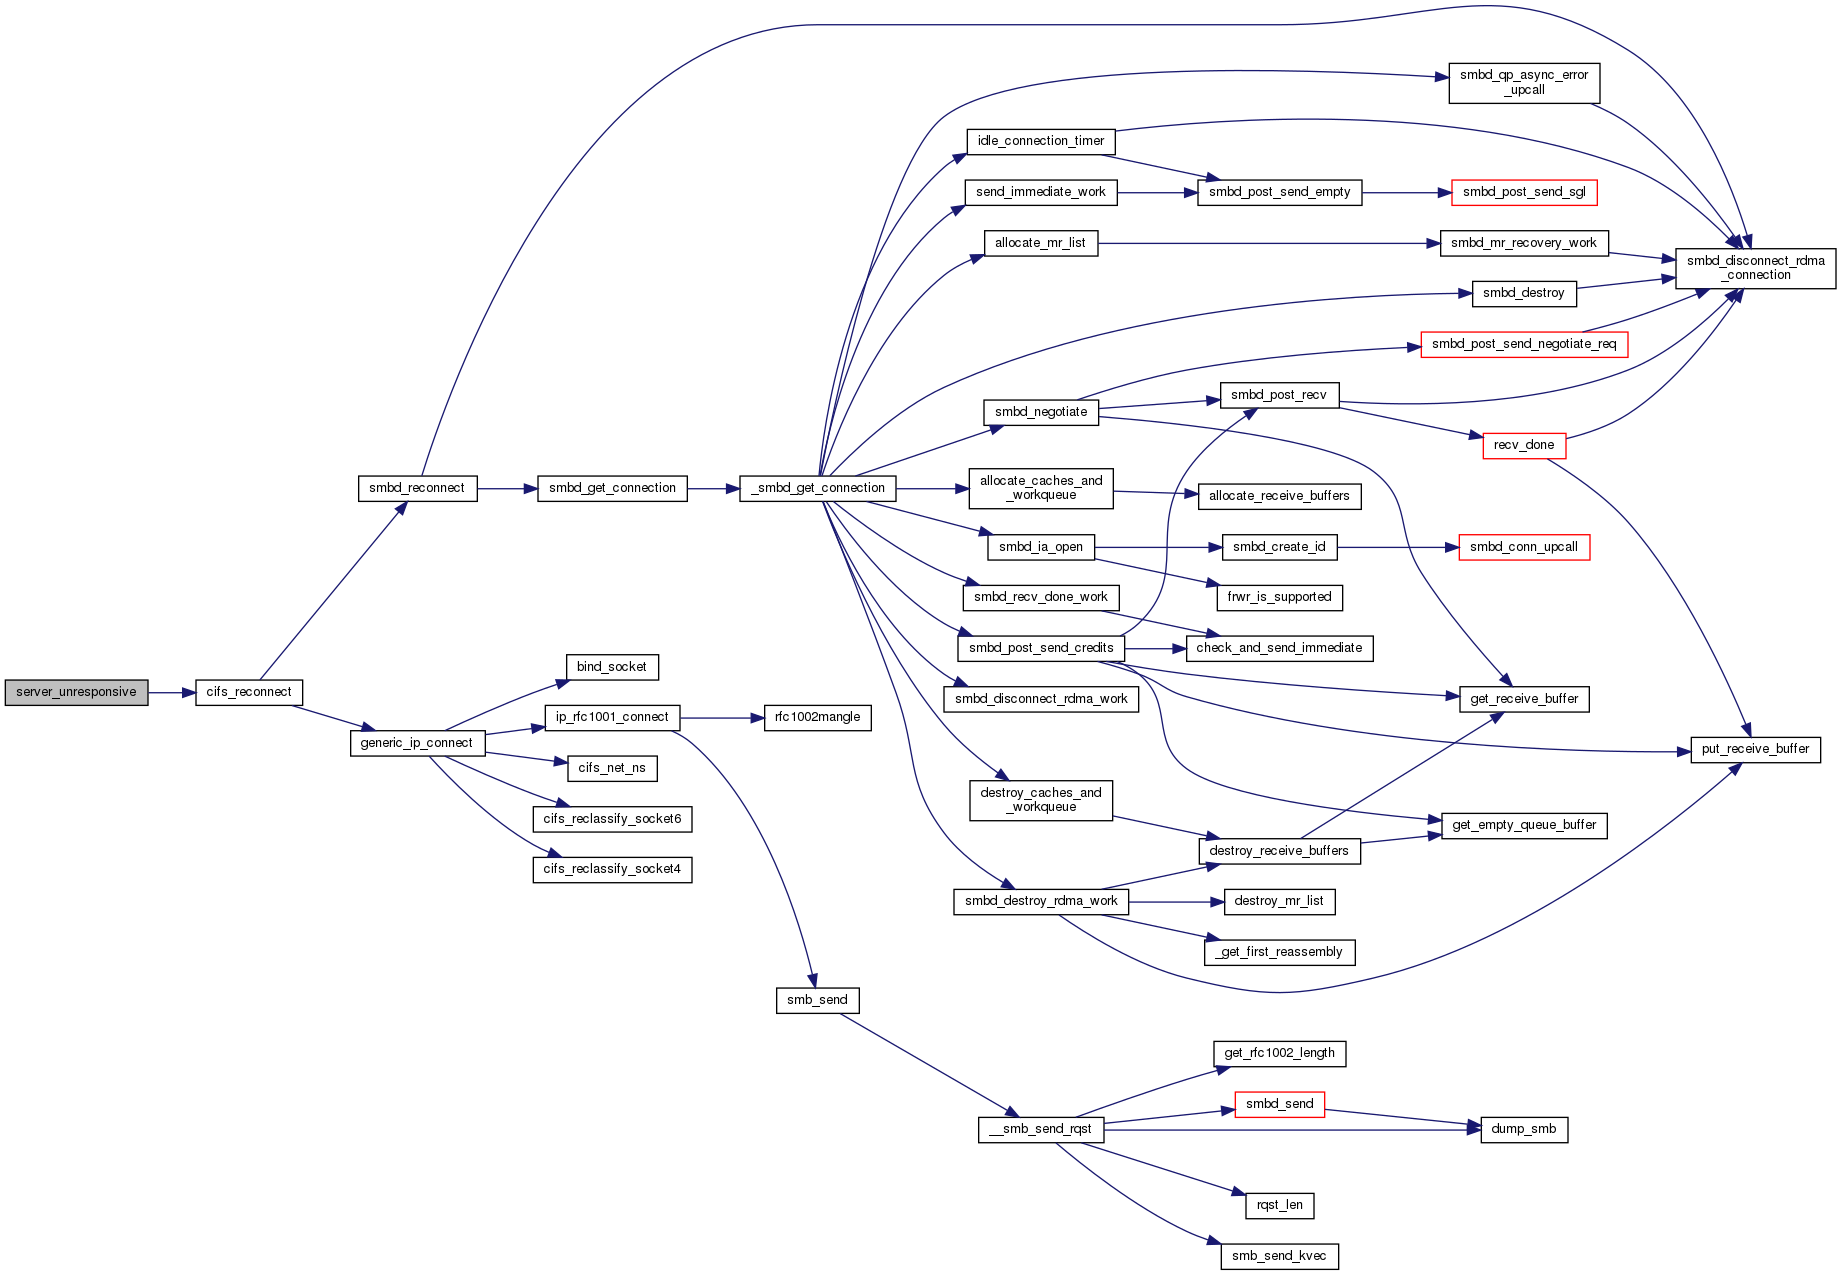 smbd_qp_async_error
_upcall
idle_connection_timer
send_immediate_work
smbd_post_send_empty
smbd_post_send_sgl
allocate_mr_list
smbd_mr_recovery_work
smbd_disconnect_rdma
_connection
smbd_destroy
smbd_post_send_negotiate_req
smbd_post_recv
smbd_negotiate
recv_done
smbd_reconnect
smbd_get_connection
_smbd_get_connection
allocate_caches_and
_workqueue
allocate_receive_buffers
smbd_ia_open
smbd_create_id
smbd_conn_upcall
smbd_recv_done_work
frwr_is_supported
smbd_post_send_credits
check_and_send_immediate
bind_socket
server_unresponsive
cifs_reconnect
smbd_disconnect_rdma_work
get_receive_buffer
ip_rfc1001_connect
rfc1002mangle
generic_ip_connect
put_receive_buffer
cifs_net_ns
destroy_caches_and
_workqueue
cifs_reclassify_socket6
get_empty_queue_buffer
destroy_receive_buffers
cifs_reclassify_socket4
smbd_destroy_rdma_work
destroy_mr_list
_get_first_reassembly
smb_send
get_rfc1002_length
smbd_send
__smb_send_rqst
dump_smb
rqst_len
smb_send_kvec